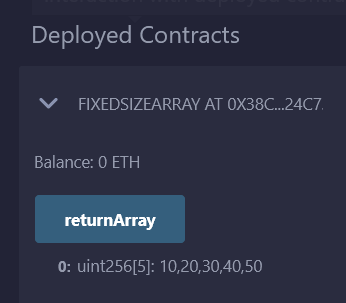 Deployed Contracts
FIXEDSIZEARRAY AT 0X38C...24C7
Balance: 0 ETH
returnArray
0: uint256[5]: 10,20,30,40,50